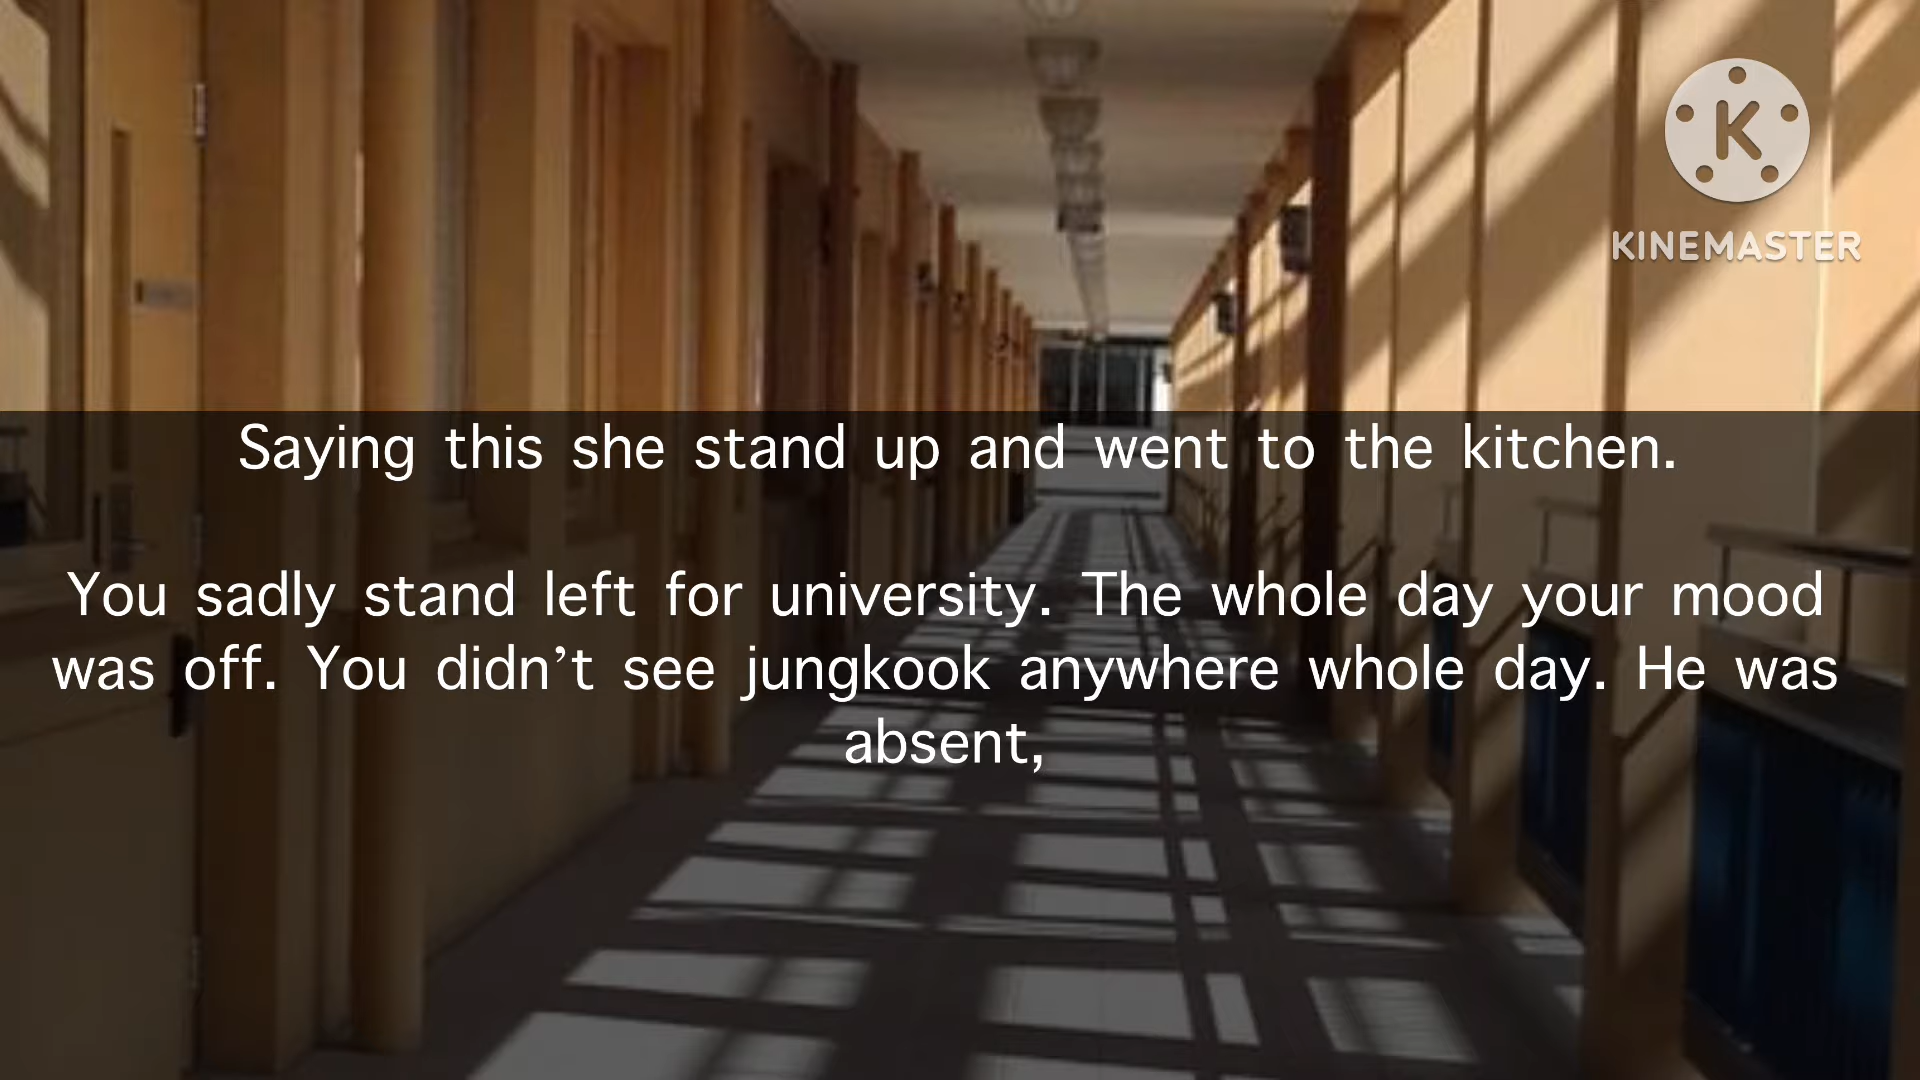 K
KINEMASTER
Saying this she stand up and went to the kitchen.
You sadly stand left for university. The whole day your mood
was off. You didn’t see jungkook anywhere whole day. He was
absent,